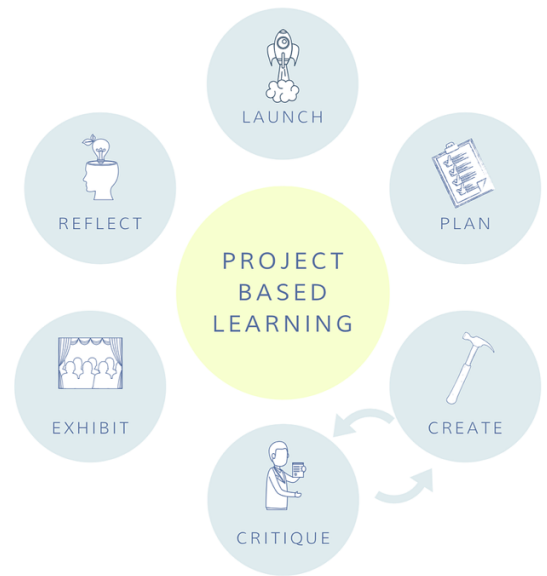 LAUNCH
REFLECT
PLAN
PROJECT
BASED
LEARNING
EXHIBIT
CREATE
CRITIQUE